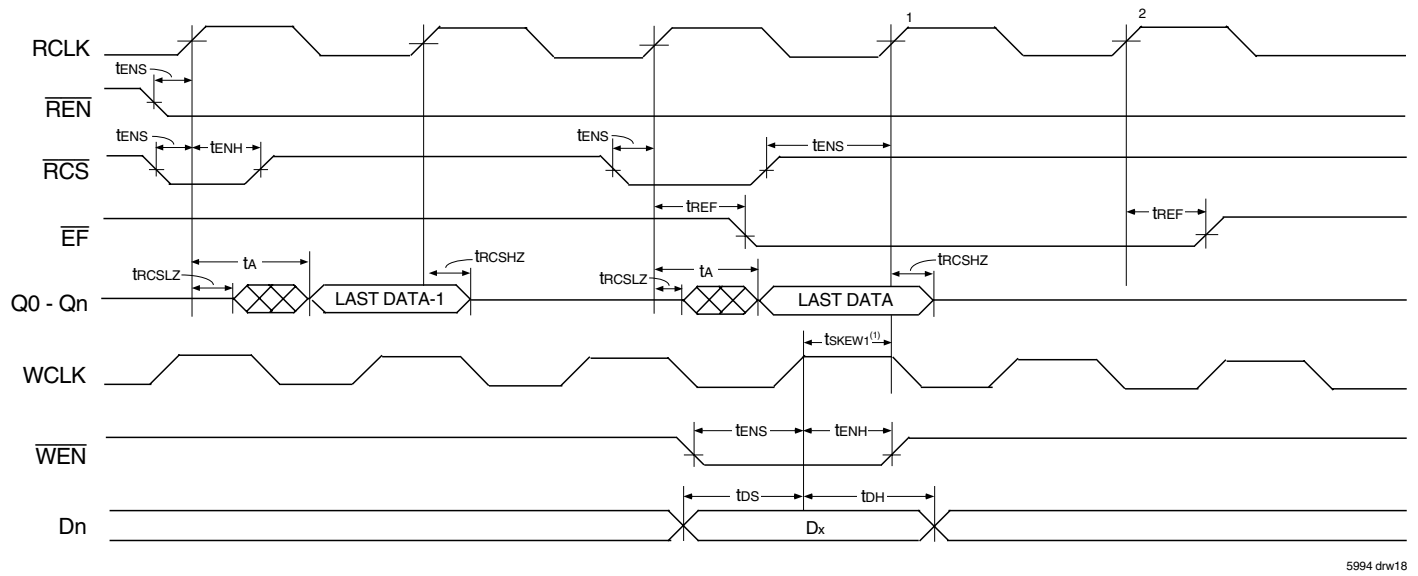 1 2
RCLK
tENS
REN
tENS tENH tENS tENS
RCS
tREF tREF
EF
tRCSLZ tA tRCSHZ tRCSLZ tA tRCSHZ
Q0 - Qn LAST DATA-1 LAST DATA
tSKEW1(1)
WCLK
tENS tENH
WEN
tDS tDH
Dn Dx
5994 drw18